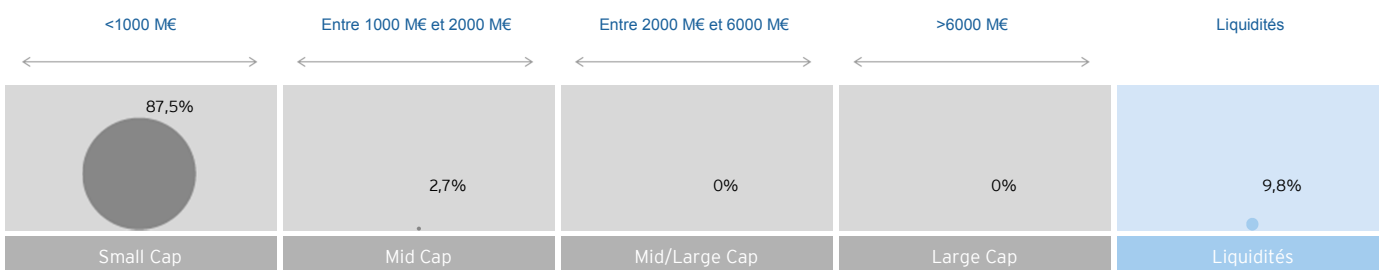 <1000 M€ Entre 1000 M€ et 2000 M€ Entre 2000 M€ et 6000 M€ >6000 M€ Liquidités
87,5%
2,7% 0% 0% 9,8%
Small Cap Mid Cap Mid/Large Cap Large Cap Liquidités